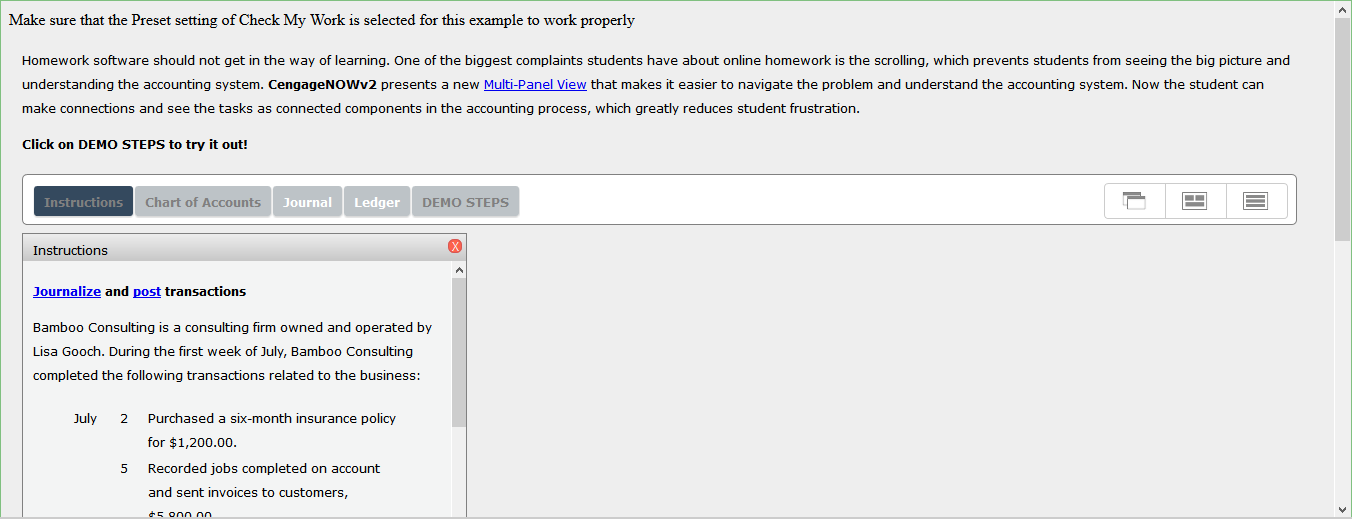 Make sure that the Preset setting of Check My Work is selected for this example to work properly
Homework software should not get in the way of learning. One of the biggest complaints students have about online homework is the scrolling, which prevents students from seeing the big picture and
understanding the accounting system. CengageNOWv2 presents a new Multi-Panel View that makes it easier to navigate the problem and understand the accounting system. Now the student can
make connections and see the tasks as connected components in the accounting process, which greatly reduces student frustration.
Click on DEMO STEPS to try it out!
Instructions Chart of Accounts Journal Ledger DEMO STEPS
Instructions X
Journalize and post transactions
Bamboo Consulting is a consulting firm owned and operated by
Lisa Gooch. During the first week of July, Bamboo Consulting
completed the following transactions related to the business:
July 2 Purchased a six-month insurance policy
for $1,200.00.
5 Recorded jobs completed on account
and sent invoices to customers,
$5,800.00